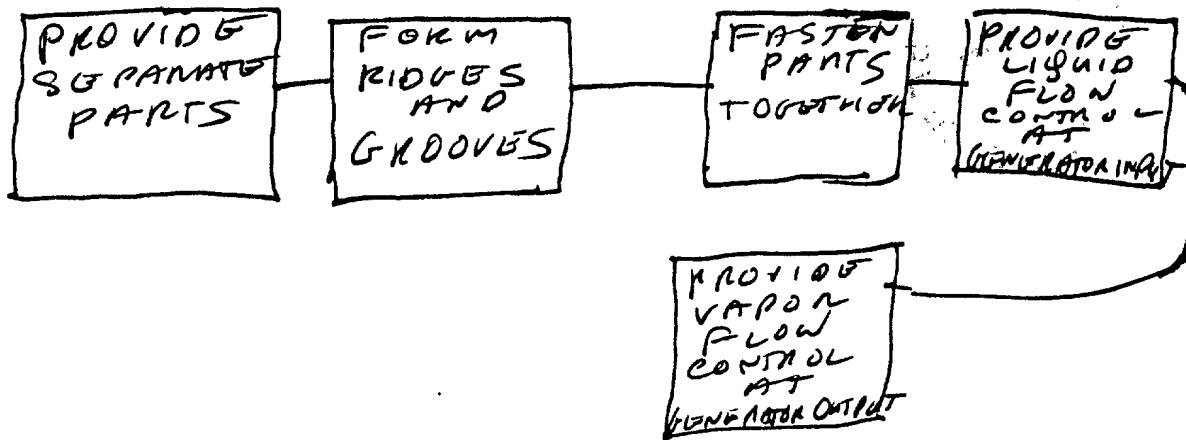 PROVIDE
SEPARATE
PARTS
FORM
RIDGES
AND
GROOVES
FASTEN
PARTS
TOGETHER
PROVIDE
LIQUID
FLOW
CONTROL
AT
GENERATOR INPUT
PROVIDE
VAPOR
FLOW
CONTROL
AT
GENERATOR OUTPUT